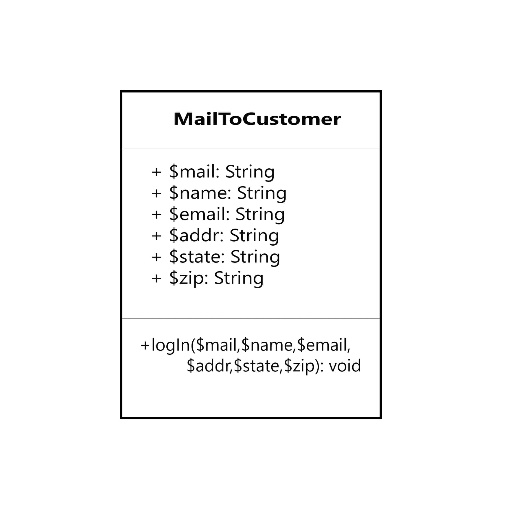 MailToCustomer
+ $mail: String
+ $name: String
+ $email: String
+ $addr: String
+ $state: String
+ $zip: String
+logIn($mail,$name,$email,
$addr,$state,$zip): void